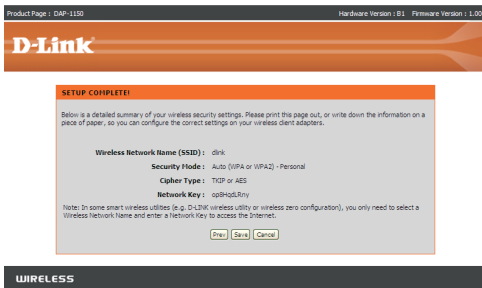 Product Page : DAP-1150 Hardware Version : B1 Firmware Version : 1.00
D-Link
SETUP COMPLETE!
Below is a detailed summary of your wireless security settings. Please print this page out, or write down the information on a
piece of paper, so you can configure the correct settings on your wireless client adapters.
Wireless Network Name (SSID) : dlink
Security Mode : Auto (WPA or WPA2) - Personal
Cipher Type : TKIP or AES
Network Key : op8HqdLRny
Note: In some smart wireless utilities (e.g. D-LINK wireless utility or wireless zero configuration), you only need to select a
Wireless Network Name and enter a Network Key to access the Internet.
Prev Save Cancel
WIRELESS